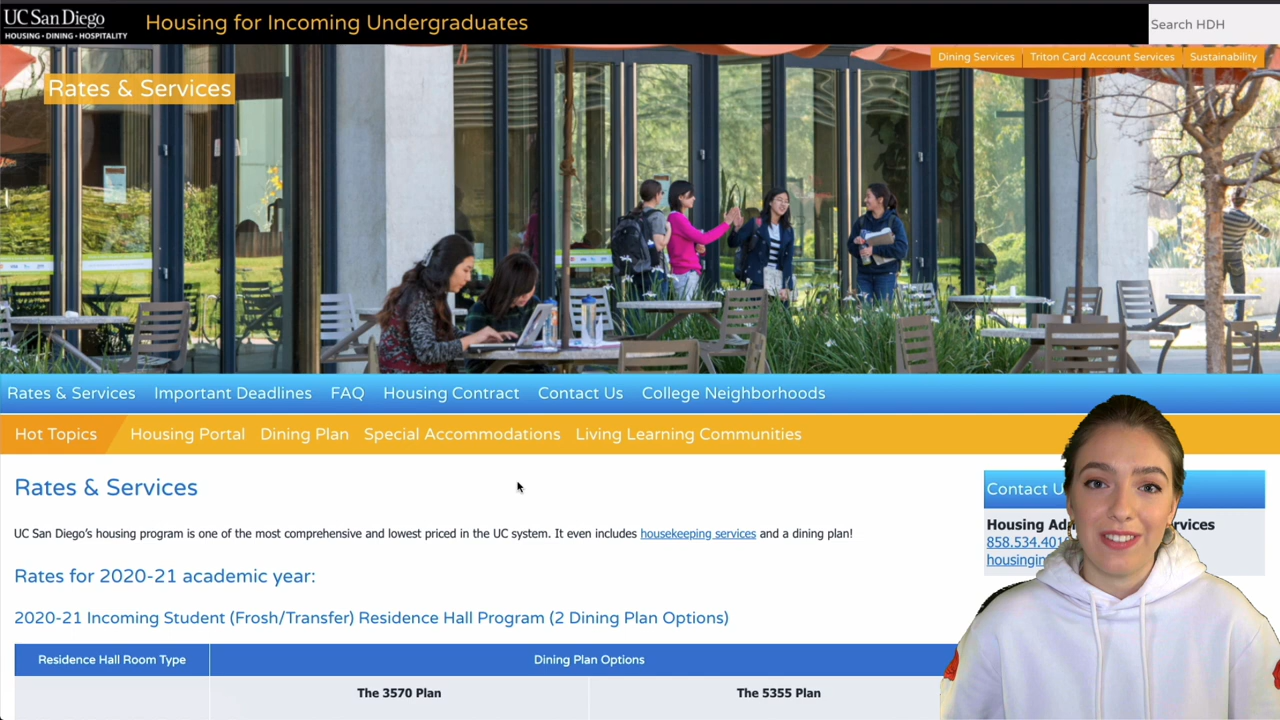 UC San Diego
HOUSING • DINING • HOSPITALITY
Housing for Incoming Undergraduates
Search HDH
Dining Services
Triton Card Account Services
Sustainability
Rates & Services
Rates & Services
Important Deadlines
FAQ
Housing Contract
Contact Us
College Neighborhoods
Hot Topics
Housing Portal
Dining Plan
Special Accommodations
Living Learning Communities
Rates & Services
UC San Diego's housing program is one of the most comprehensive and lowest priced in the UC system. It even includes housekeeping services and a dining plan!
Rates for 2020-21 academic year:
2020-21 Incoming Student (Frosh/Transfer) Residence Hall Program (2 Dining Plan Options)
Residence Hall Room Type
Dining Plan Options
The 3570 Plan
The 5355 Plan
Contact
Housing
858.534.401